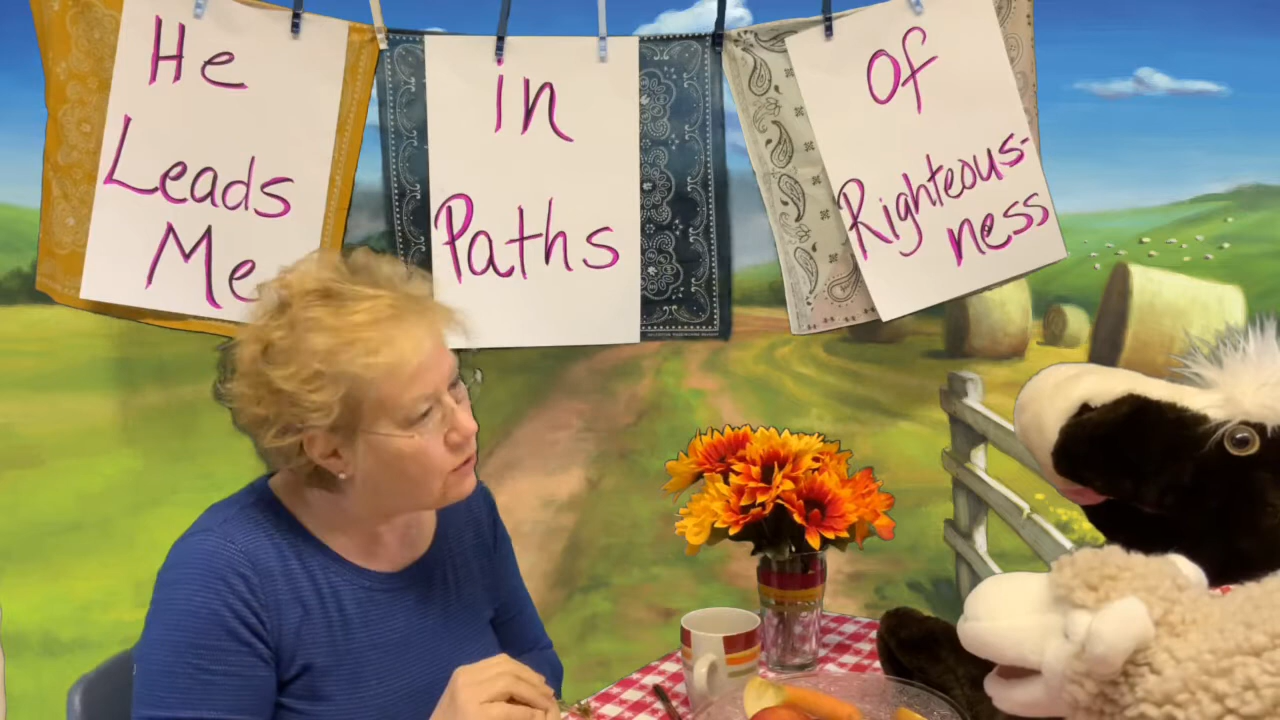 He
Leads
Me
in
Paths
Of
Righteous-
ness